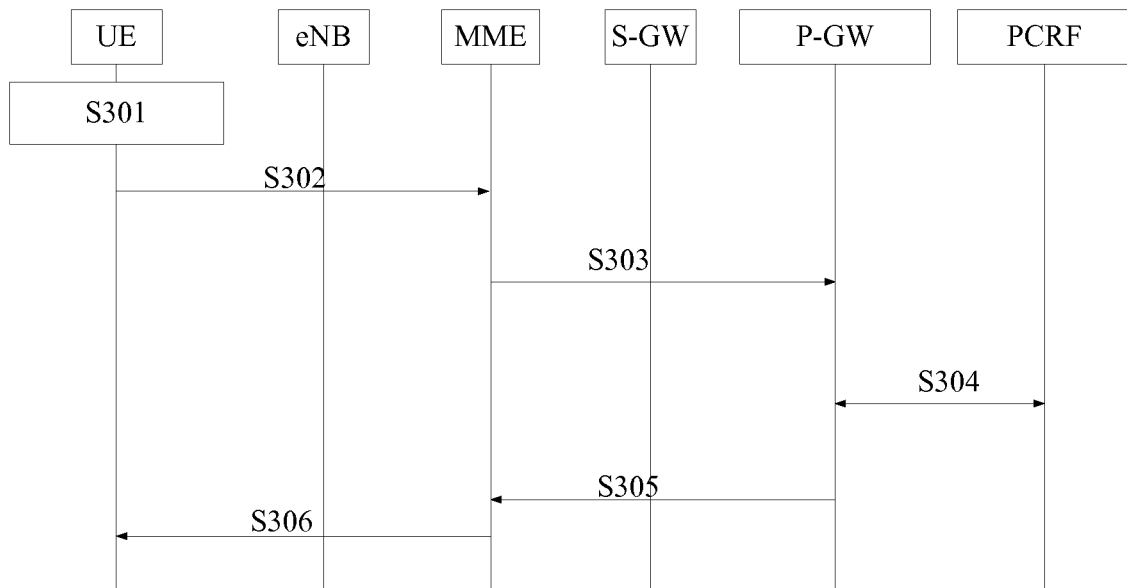 UE eNB MME S-GW P-GW PCRF
S301
S302
S303
S304
S305
S306